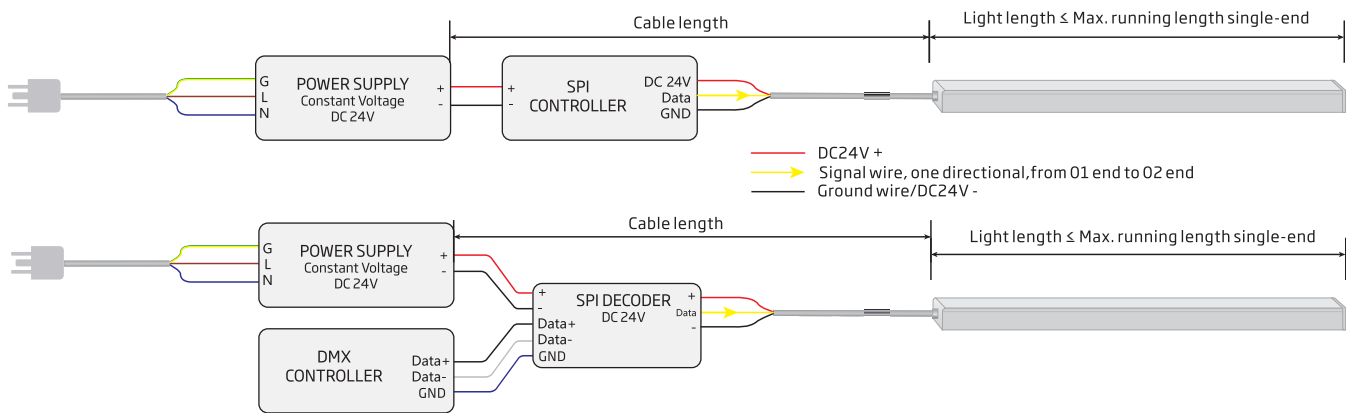 Cable length
Light length ≤ Max. running length single-end
G
L
N
POWER SUPPLY
Constant Voltage
DC 24V
+
-
+
-
SPI
CONTROLLER
DC 24V
Data
GND
DC24V +
Signal wire, one directional,from 01 end to 02 end
Ground wire/DC24V -
Cable length
Light length ≤ Max. running length single-end
G
L
N
POWER SUPPLY
Constant Voltage
DC 24V
+
-
+
-
Data+
Data-
GND
SPI DECODER
DC 24V
+
Data
-
DMX
CONTROLLER
Data+
Data-
GND